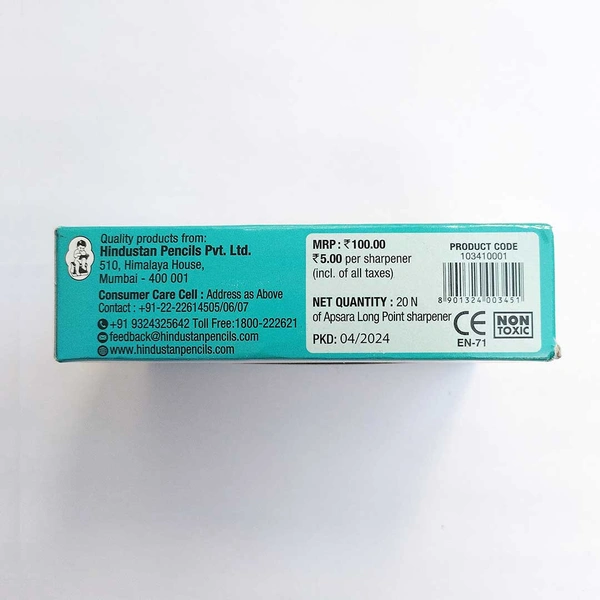 Quality products from:
Hindustan Pencils Pvt. Ltd.
510, Himalaya House,
Mumbai - 400 001
Consumer Care Cell : Address as Above
Contact : +91-22-22614505/06/07
+91 9324325642 Toll Free:1800-222621
feedback@hindustanpencils.com
www.hindustanpencils.com
MRP : ₹ 100.00
₹ 5.00 per sharpener
(incl. of all taxes)
NET QUANTITY : 20 N
of Apsara Long Point sharpener
PKD: 04/2024
PRODUCT CODE
103410001
8 901324 003451
CE
EN-71
NON
TOXIC